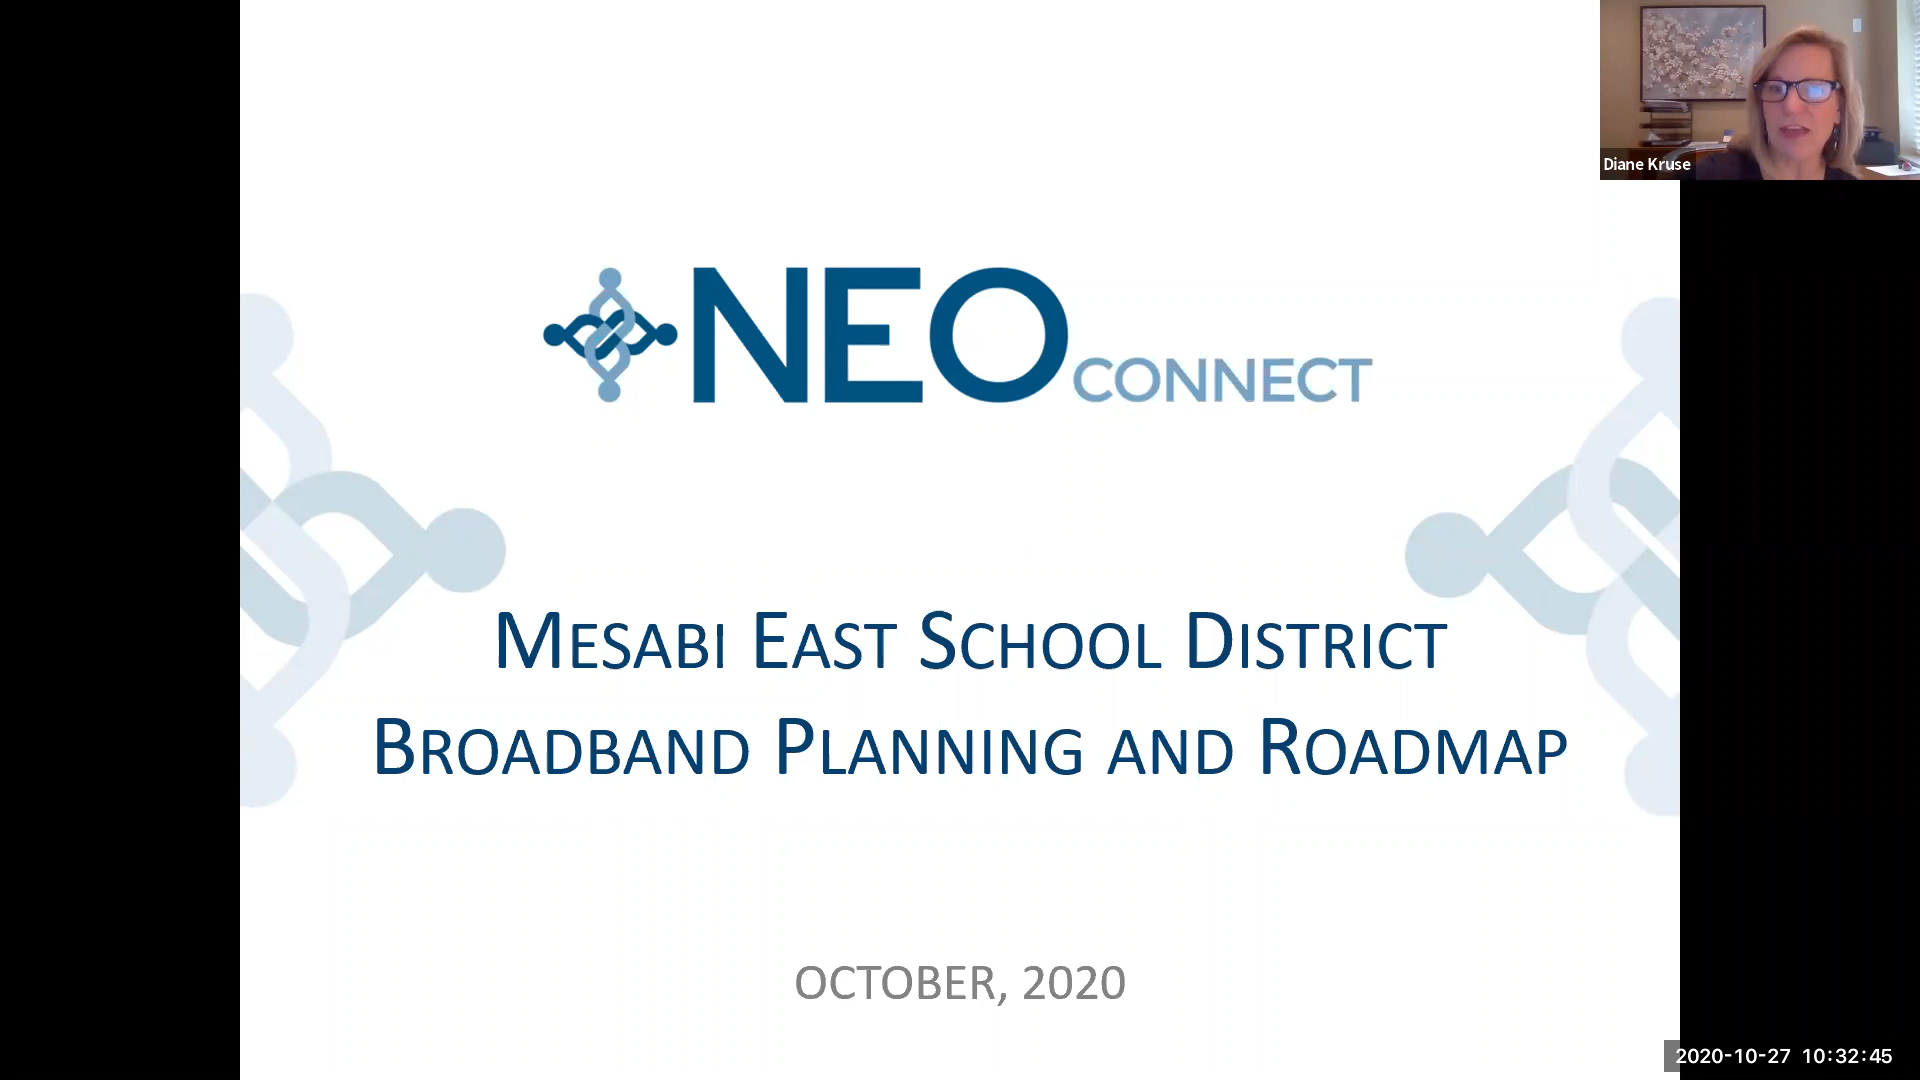 Diane Kruse
NEO CONNECT
MESABI EAST SCHOOL DISTRICT
BROADBAND PLANNING AND ROADMAP
OCTOBER, 2020
2020-10-27 10:32:45